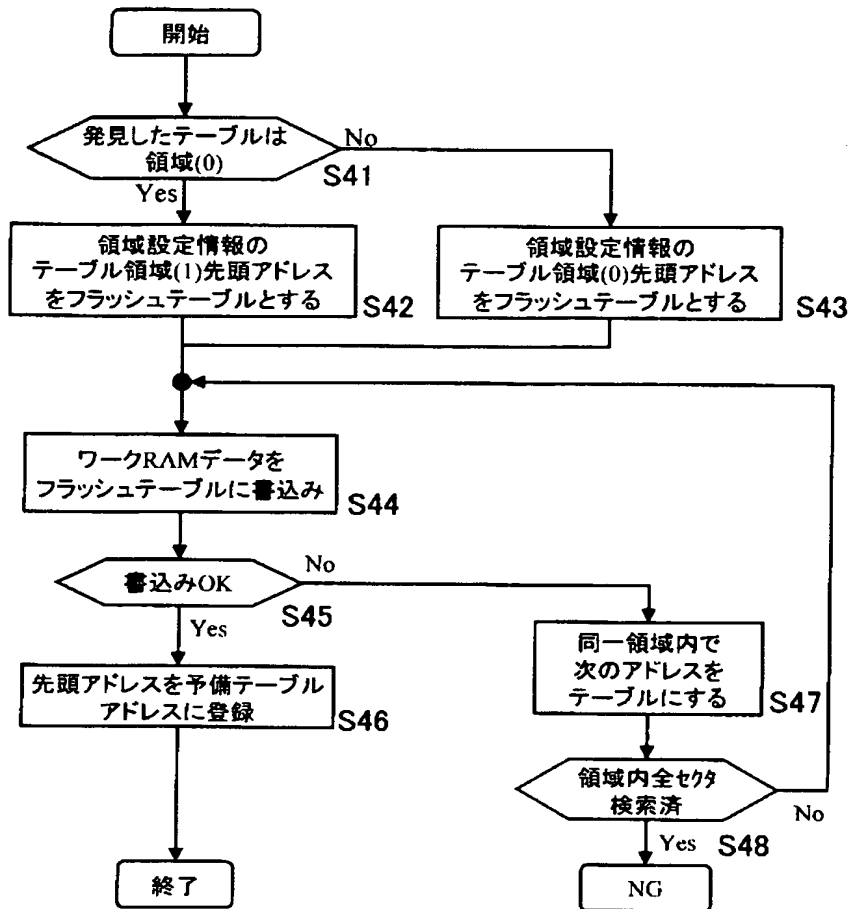 開始
発見したテーブルは
領域(0)
No
S41
Yes
領域設定情報の
テーブル領域(1)先頭アドレス
をフラッシュテーブルとする
S42
領域設定情報の
テーブル領域(0)先頭アドレス
をフラッシュテーブルとする
S43
ワークRAMデータを
フラッシュテーブルに書込み
S44
書込みOK
No
S45
Yes
先頭アドレスを予備テーブル
アドレスに登録
S46
同一領域内で
次のアドレスを
テーブルにする
S47
領域内全セクタ
検索済
No
Yes
S48
終了
NG